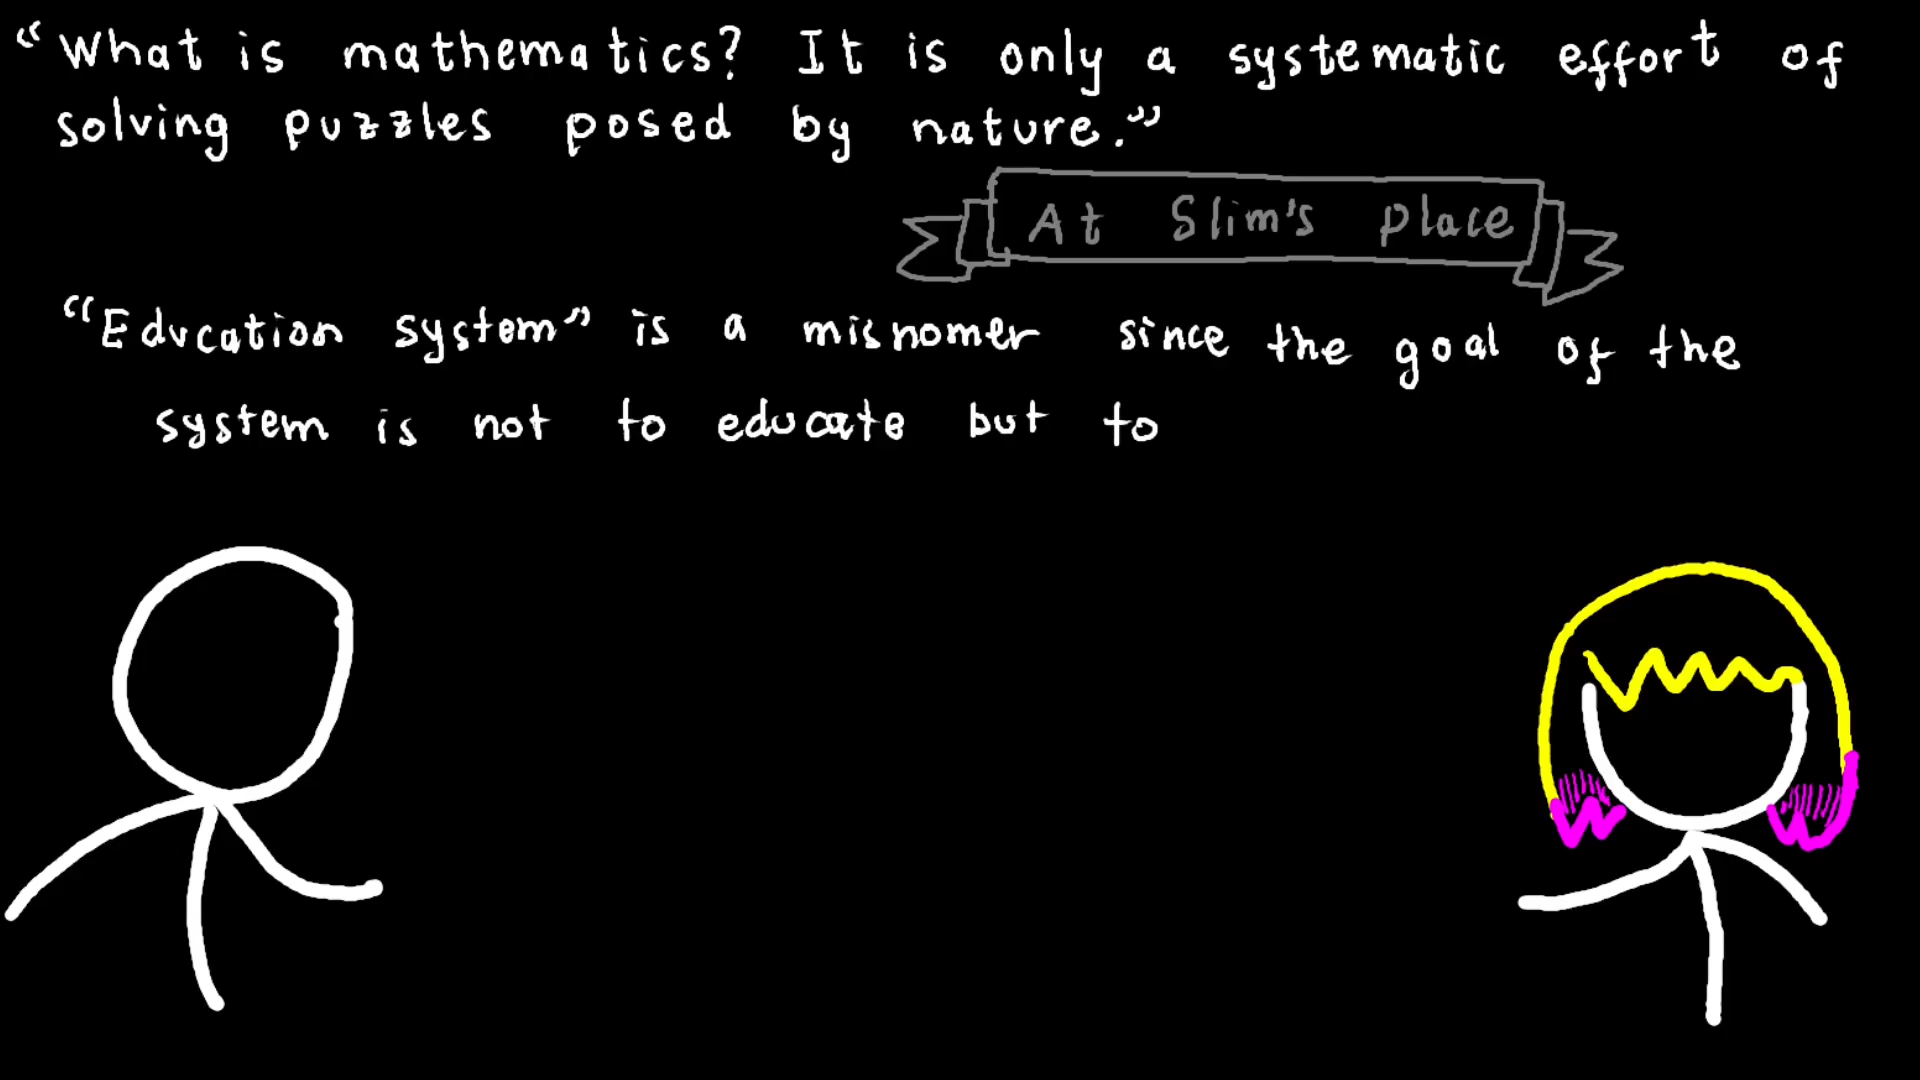 “What is mathematics? It is only a systematic effort of
solving puzzles posed by nature.”
At Slim's place
“Education system” is a misnomer since the goal of the
system is not to educate but to